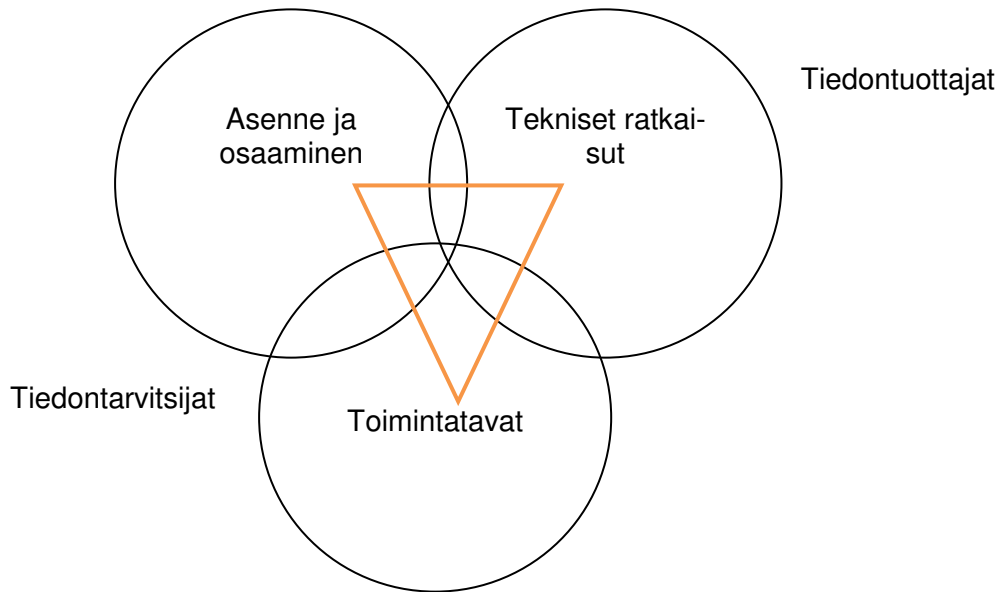 Tiedontuottajat
Asenne ja
osaaminen
Tekniset ratkai-
sut
Tiedontarvitsijat
Toimintatavat